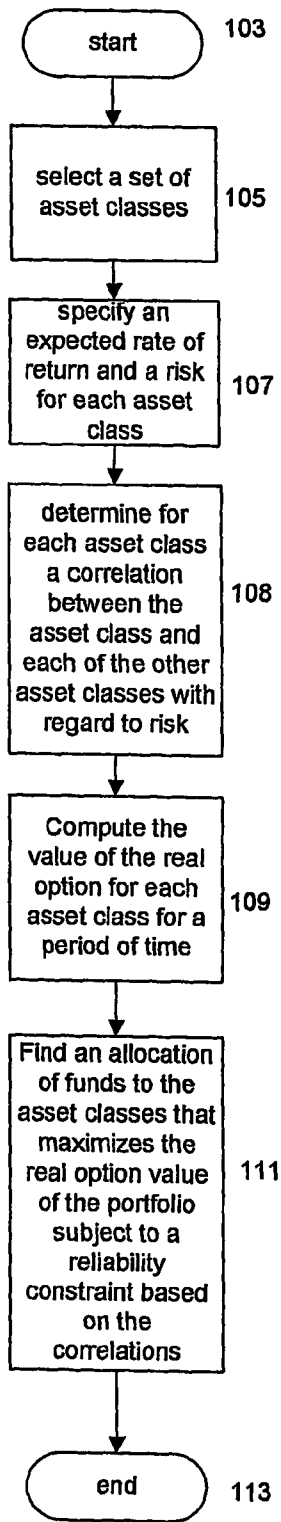 start
103
select a set of
asset classes
105
specify an
expected rate of
return and a risk
for each asset
class
107
determine for
each asset class
a correlation
between the
asset class and
each of the other
asset classes with
regard to risk
108
Compute the
value of the real
option for each
asset class for a
period of time
109
Find an allocation
of funds to the
asset classes that
maximizes the
real option value
of the portfolio
subject to a
reliability
constraint based
on the
correlations
111
end
113